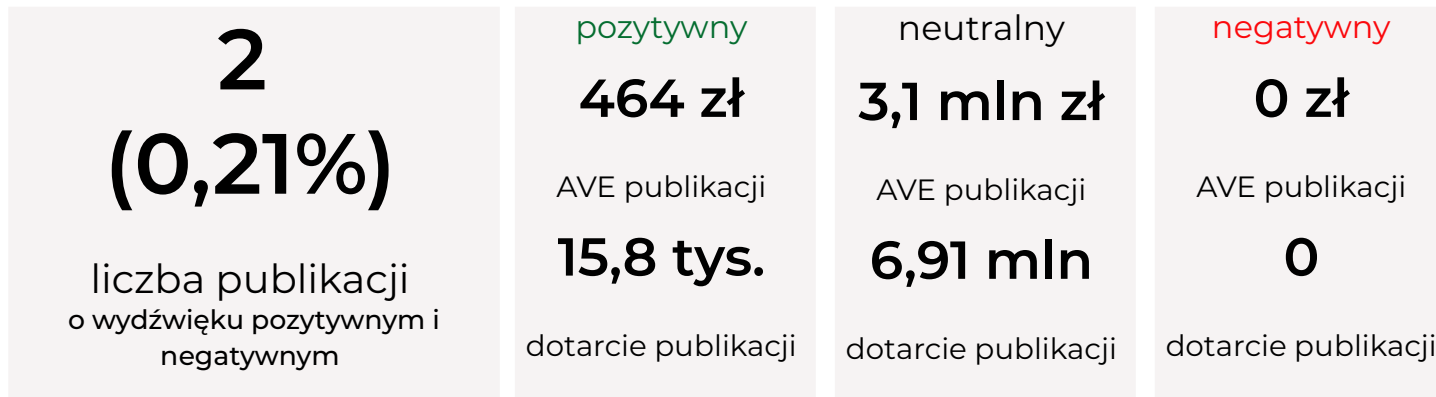 2
(0,21%)
liczba publikacji
o wydźwięku pozytywnym i
negatywnym
pozytywny
464 zł
AVE publikacji
15,8 tys.
dotarcie publikacji
neutralny
3,1 mln zł
AVE publikacji
6,91 mln
dotarcie publikacji
negatywny
0 zł
AVE publikacji
0
dotarcie publikacji